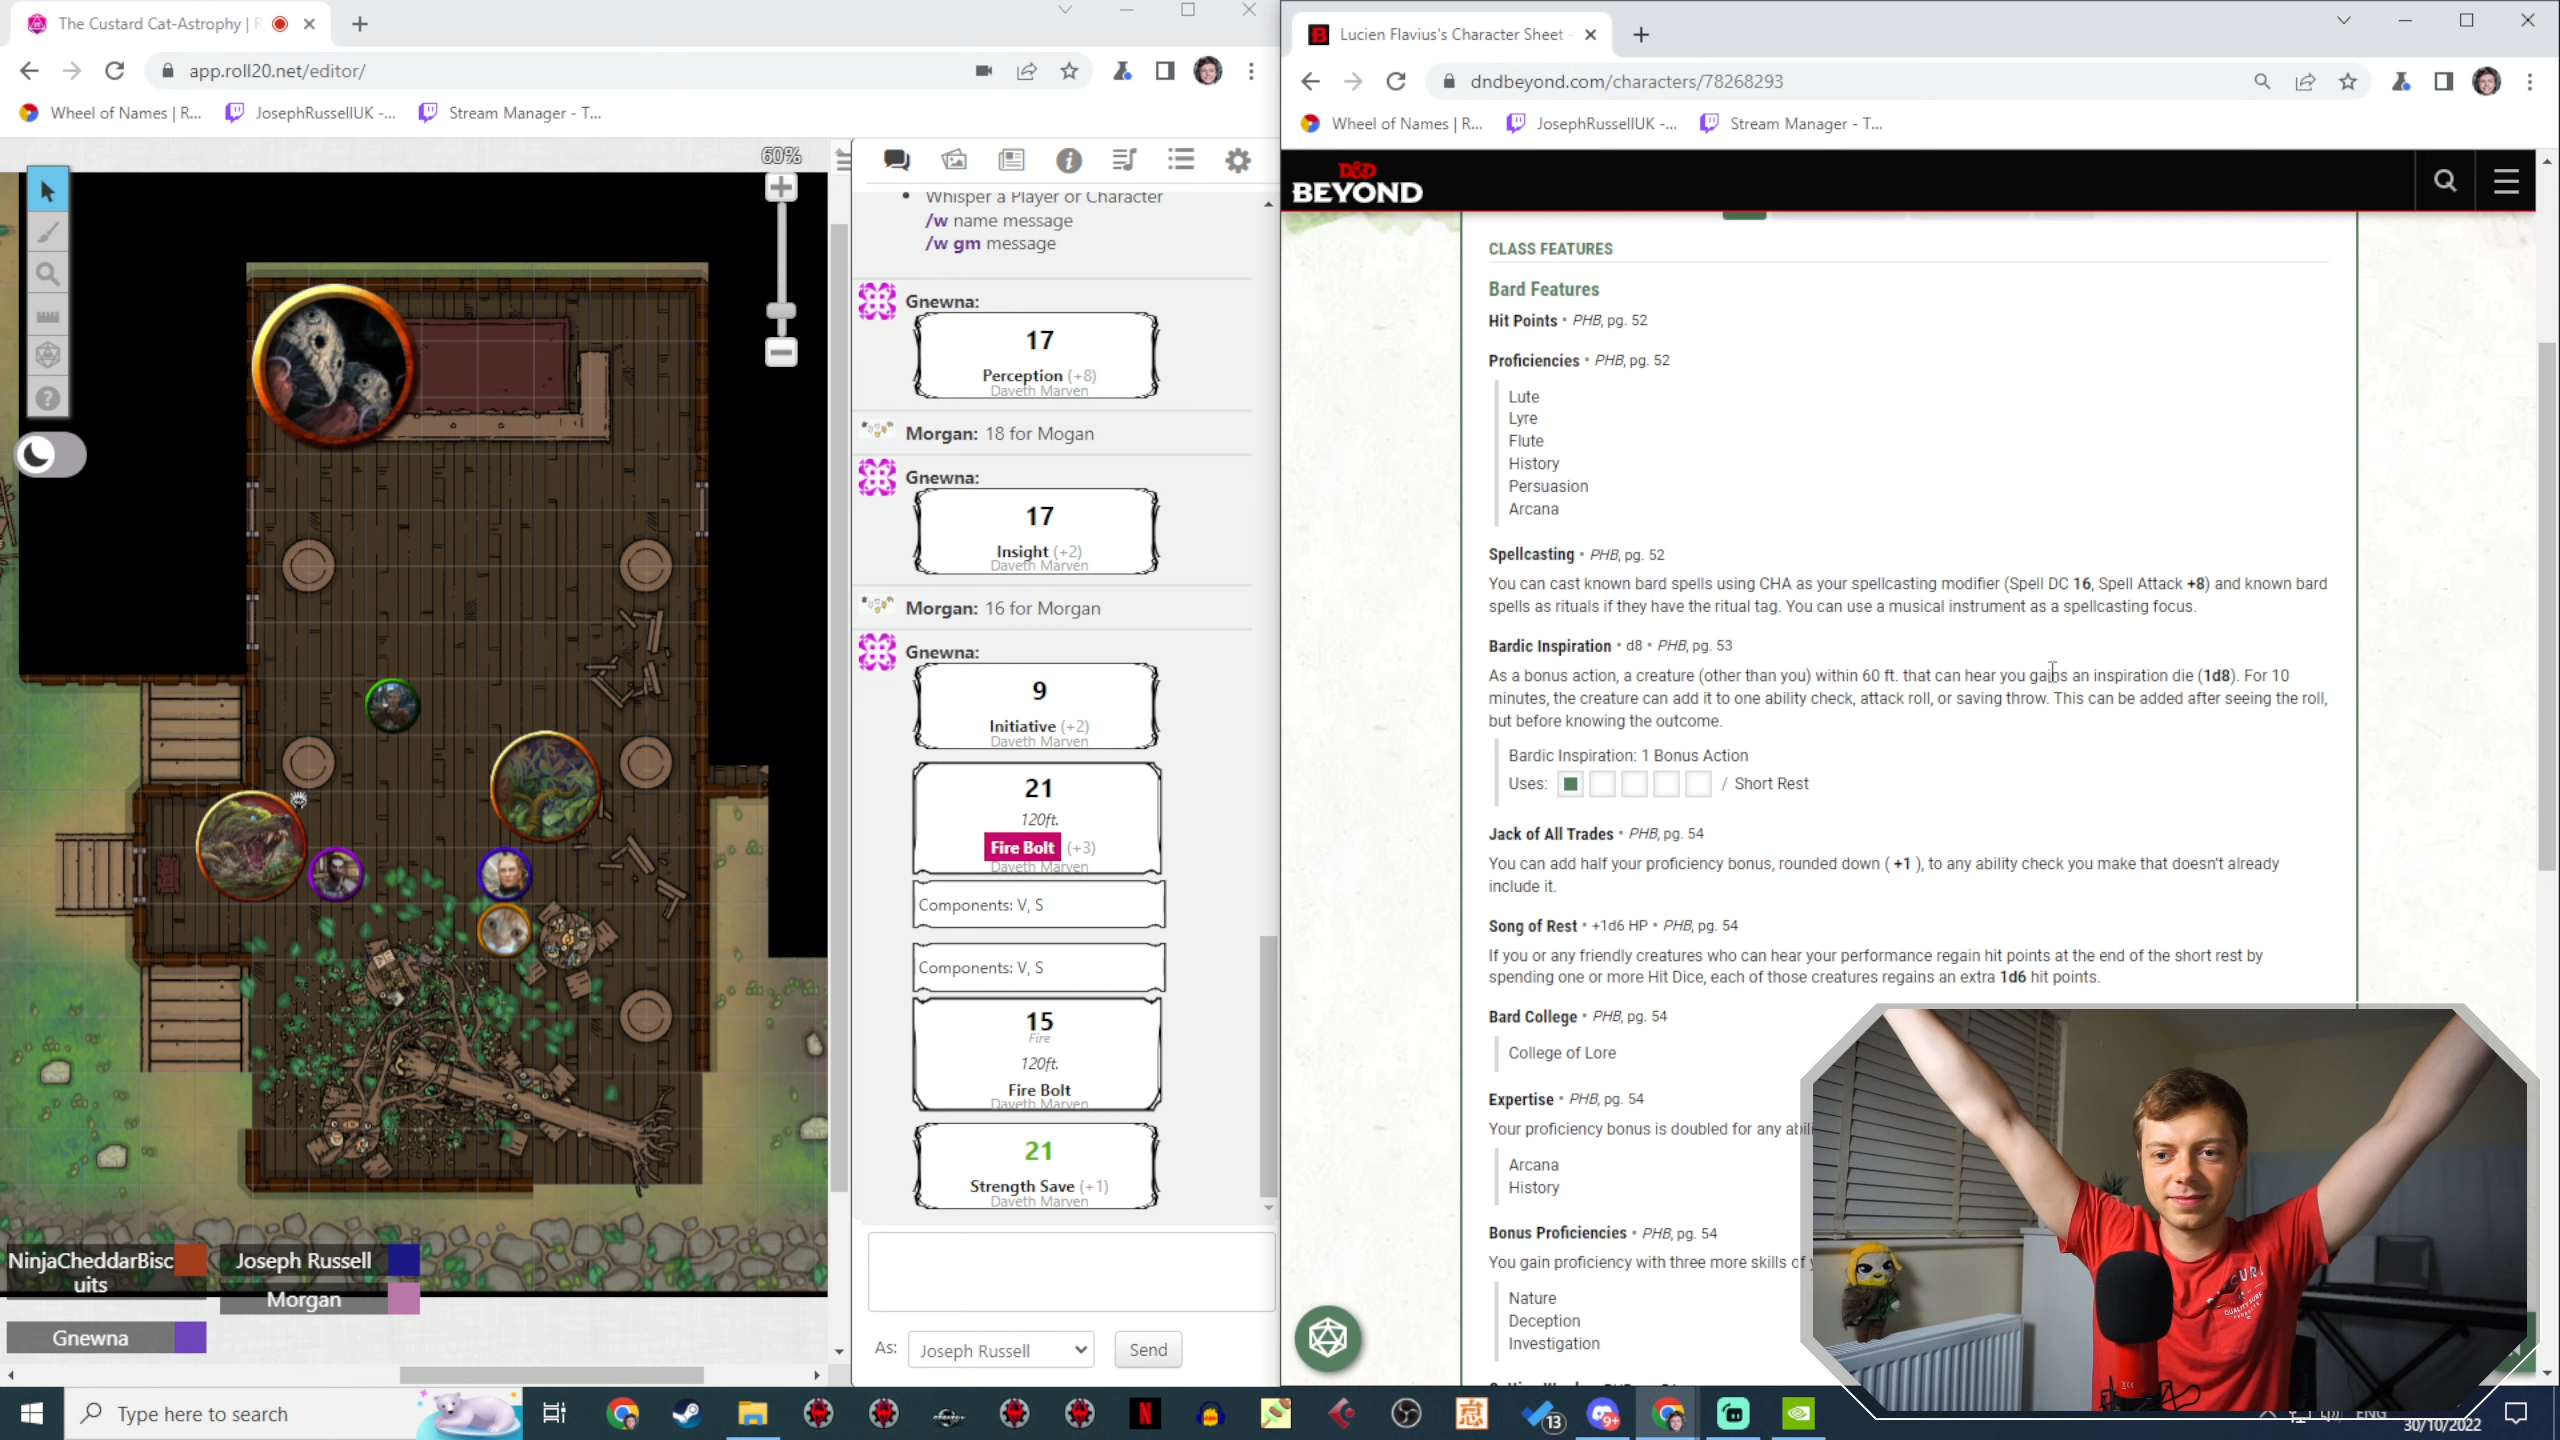 The Custard Cat-Astrophy | R
app.roll20.net/editor/
Wheel of Names | R...
JosephRussellUK -...
Stream Manager - T...
60%
Whisper a Player or Character
/w name message
/w gm message
Gnewna:
17
Perception (+8)
Daveth Marven
Morgan: 18 for Mogan
Gnewna:
17
Insight (+2)
Daveth Marven
Morgan: 16 for Morgan
Gnewna:
9
Initiative (+2)
Daveth Marven
21
120ft.
Fire Bolt (+3)
Daveth Marven
Components: V, S
Components: V, S
15
Fire
120ft.
Fire Bolt
Daveth Marven
21
Strength Save (+1)
Daveth Marven
As:
Joseph Russell
Send
NinjaCheddarBisc
uits
Joseph Russell
Morgan
Gnewna
Lucien Flavius's Character Sheet -
dndbeyond.com/characters/78268293
Wheel of Names | R...
JosephRussellUK -...
Stream Manager - T...
D&D
BEYOND
CLASS FEATURES
Bard Features
Hit Points • PHB, pg. 52
Proficiencies • PHB, pg. 52
Lute
Lyre
Flute
History
Persuasion
Arcana
Spellcasting • PHB, pg. 52
You can cast known bard spells using CHA as your spellcasting modifier (Spell DC 16, Spell Attack +8) and known bard
spells as rituals if they have the ritual tag. You can use a musical instrument as a spellcasting focus.
Bardic Inspiration • d8 • PHB, pg. 53
As a bonus action, a creature (other than you) within 60 ft. that can hear you gains an inspiration die (1d8). For 10
minutes, the creature can add it to one ability check, attack roll, or saving throw. This can be added after seeing the roll,
but before knowing the outcome.
Bardic Inspiration: 1 Bonus Action
Uses:
/ Short Rest
Jack of All Trades • PHB, pg. 54
You can add half your proficiency bonus, rounded down ( +1 ), to any ability check you make that doesn't already
include it.
Song of Rest • +1d6 HP • PHB, pg. 54
If you or any friendly creatures who can hear your performance regain hit points at the end of the short rest by
spending one or more Hit Dice, each of those creatures regains an extra 1d6 hit points.
Bard College • PHB, pg. 54
College of Lore
Expertise • PHB, pg. 54
Your proficiency bonus is doubled for any abili
Arcana
History
Bonus Proficiencies • PHB, pg. 54
You gain proficiency with three more skills of y
Nature
Deception
Investigation
Type here to search
13
9+
ENG
30/10/2022